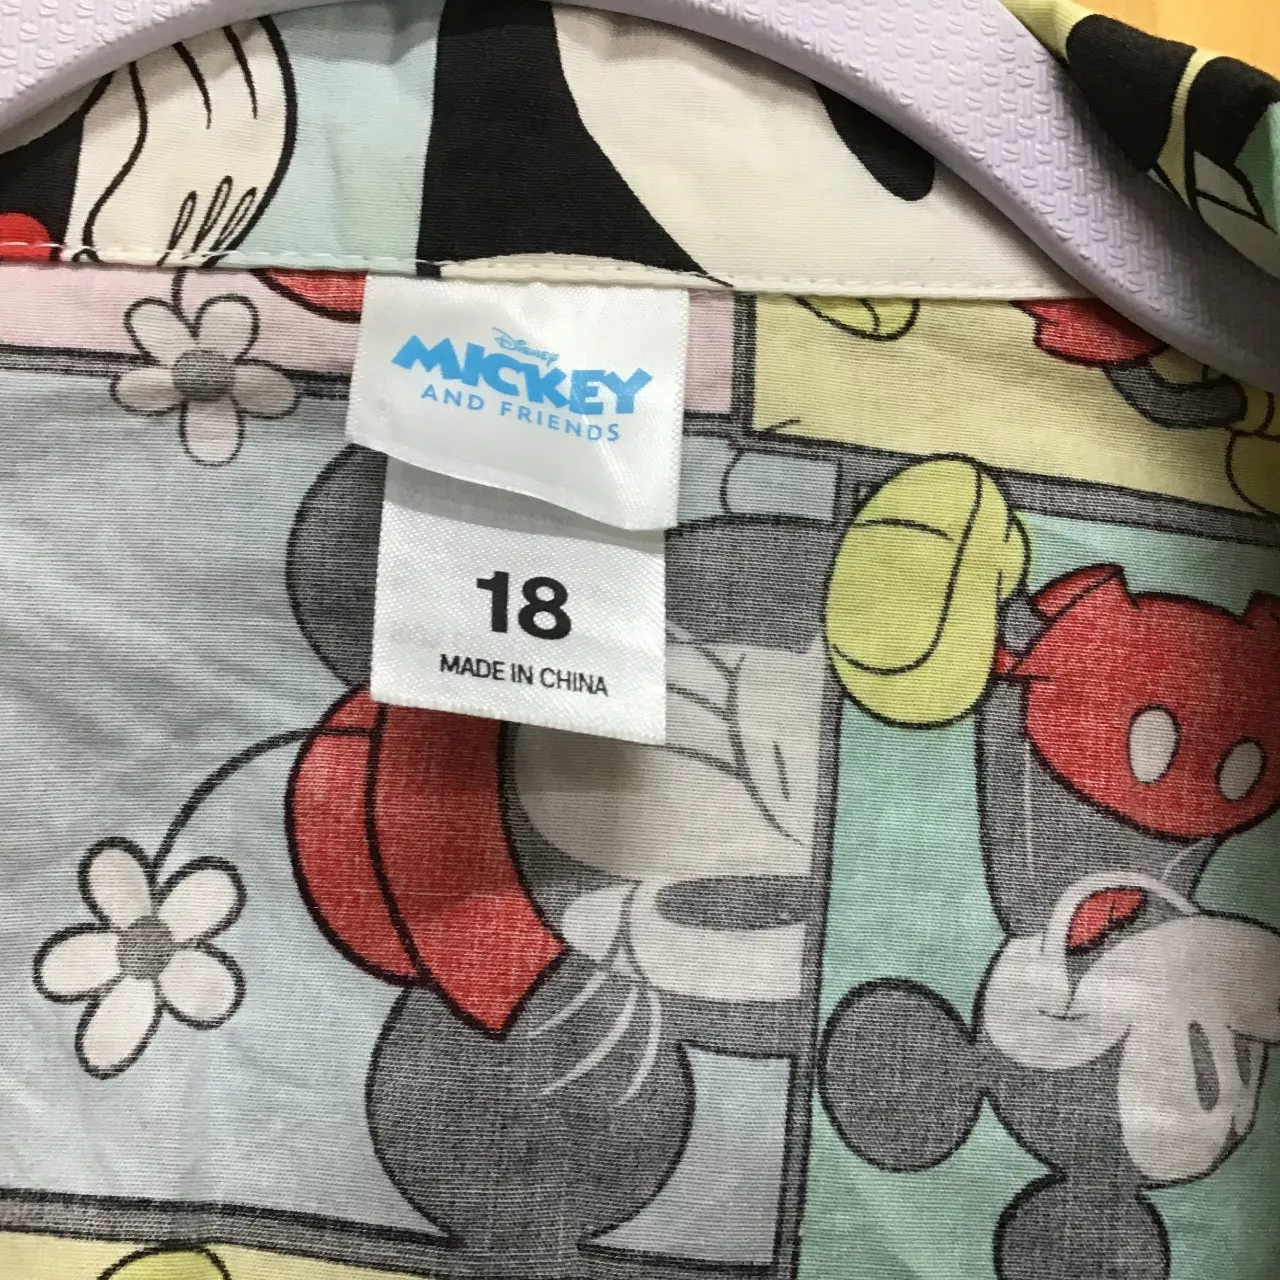 Disney
MICKEY
AND FRIENDS
18
MADE IN CHINA